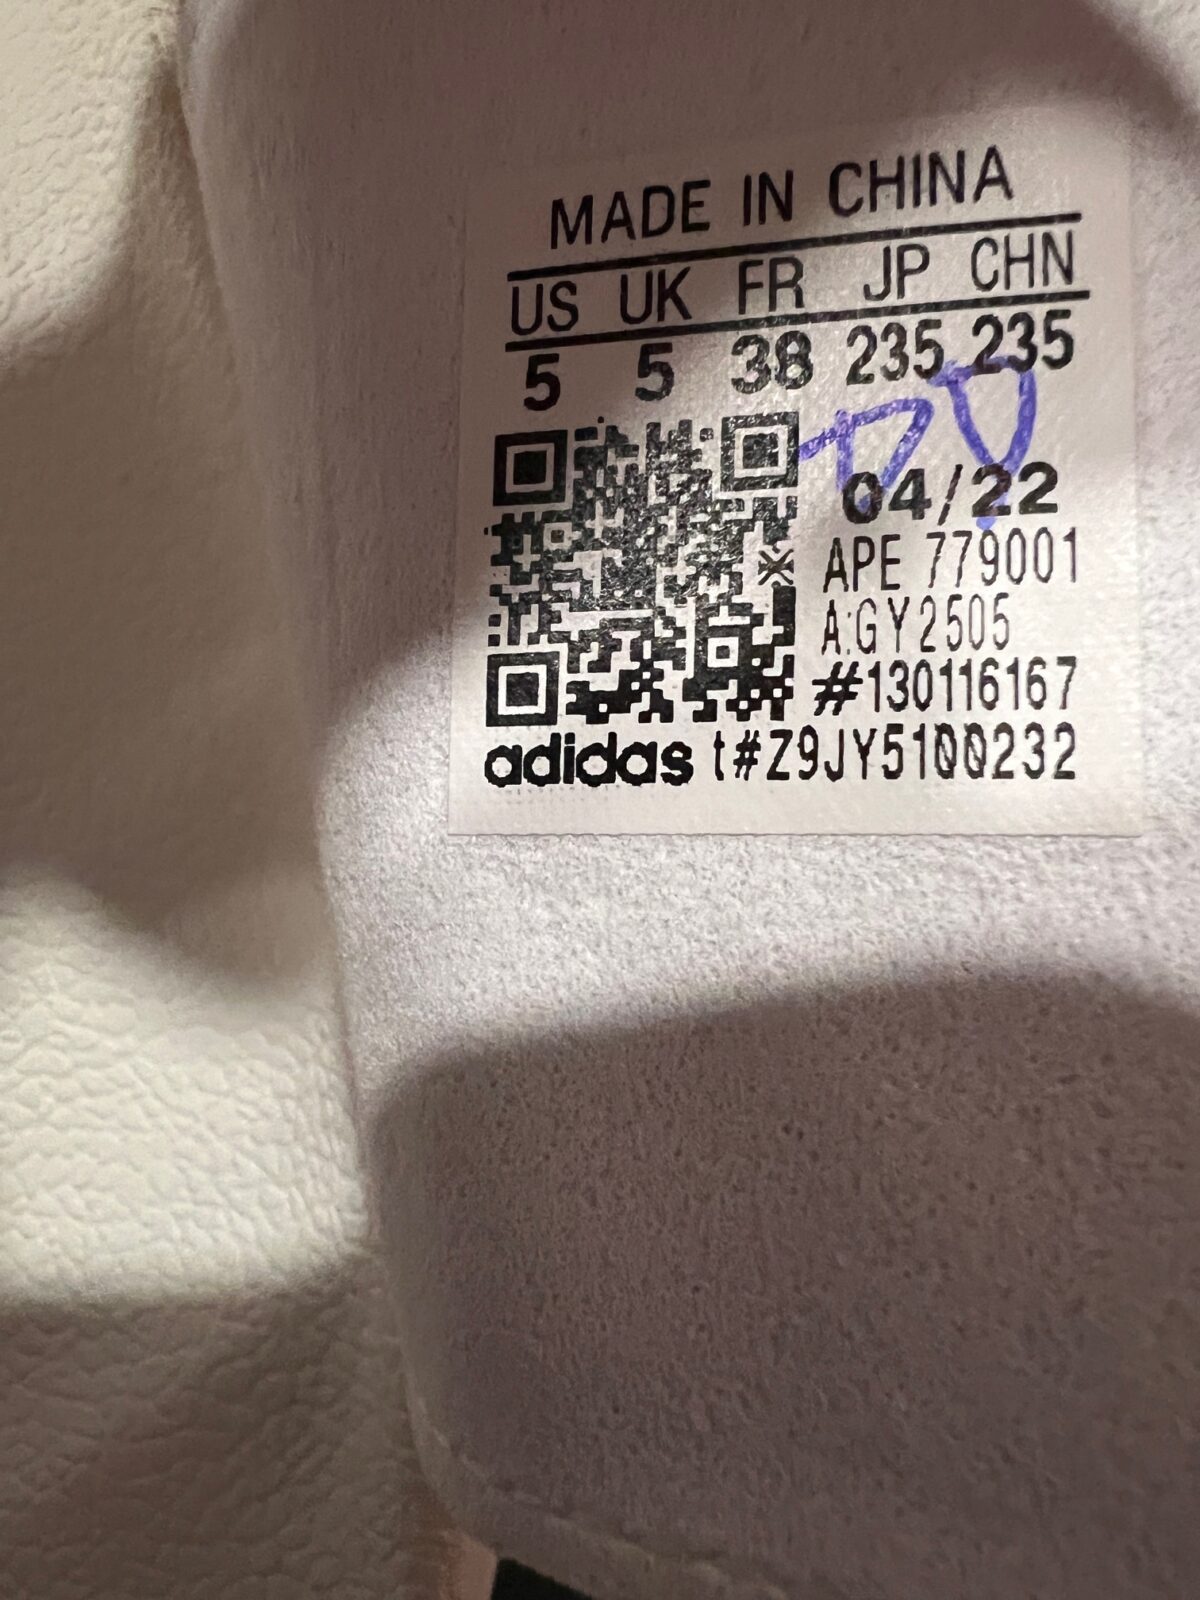 MADE IN CHINA
US UK FR JP CHN
5 5 38 235 235
04/22
APE 779001
A:GY2505
#130116167
adidas t#Z9JY5100232